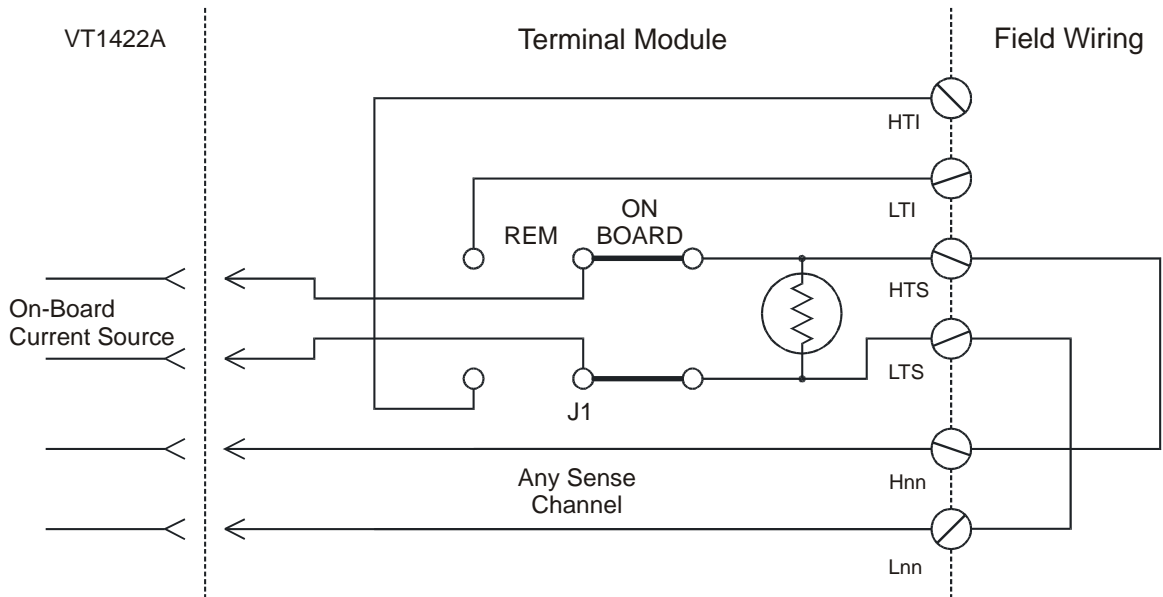 VT1422A
Terminal Module
Field Wiring
HTI
LTI
ON
BOARD
REM
HTS
On-Board
Current Source
LTS
J1
Any Sense
Channel
Hnn
Lnn